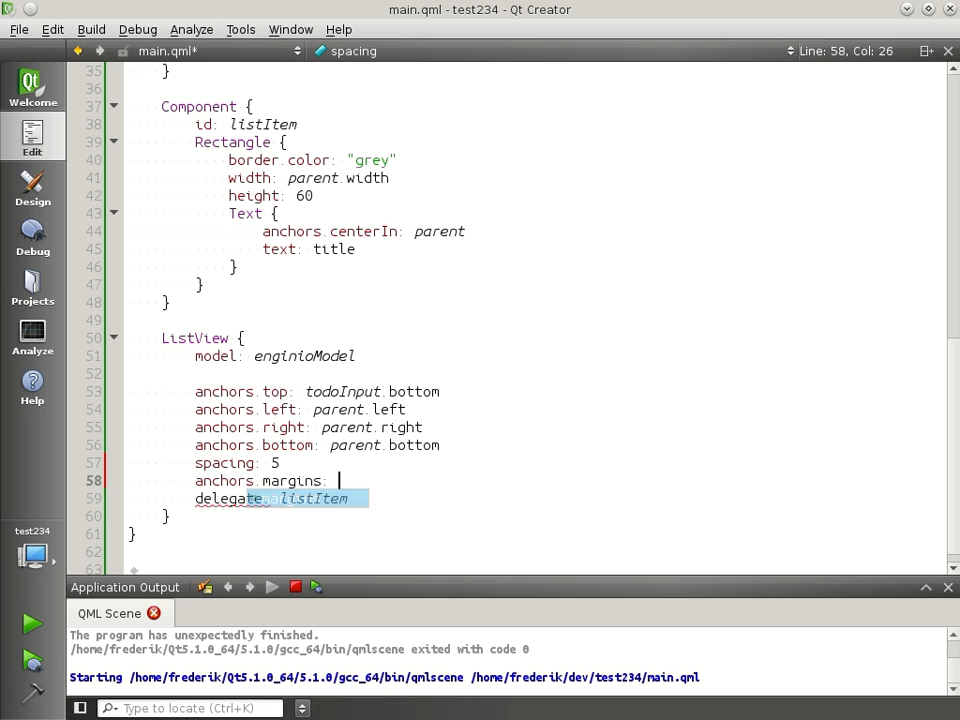 main.qml - test234 - Qt Creator
File Edit Build Debug Analyze Tools Window Help
main.qml* spacing Line: 58, Col: 26
Welcome
Edit
Design
Debug
Projects
Analyze
Help
test234
35 }
36
37 Component {
38 id: listItem
39 Rectangle {
40 border.color: "grey"
41 width: parent.width
42 height: 60
43 Text {
44 anchors.centerIn: parent
45 text: title
46 }
47 }
48 }
49
50 ListView {
51 model: enginioModel
52
53 anchors.top: todoInput.bottom
54 anchors.left: parent.left
55 anchors.right: parent.right
56 anchors.bottom: parent.bottom
57 spacing: 5
58 anchors.margins:
59 delegate listItem
60 }
61 }
62
63
Application Output
QML Scene
The program has unexpectedly finished.
/home/frederik/Qt5.1.0_64/5.1.0/gcc_64/bin/qmlscene exited with code 0
Starting /home/frederik/Qt5.1.0_64/5.1.0/gcc_64/bin/qmlscene /home/frederik/dev/test234/main.qml
Type to locate (Ctrl+K)